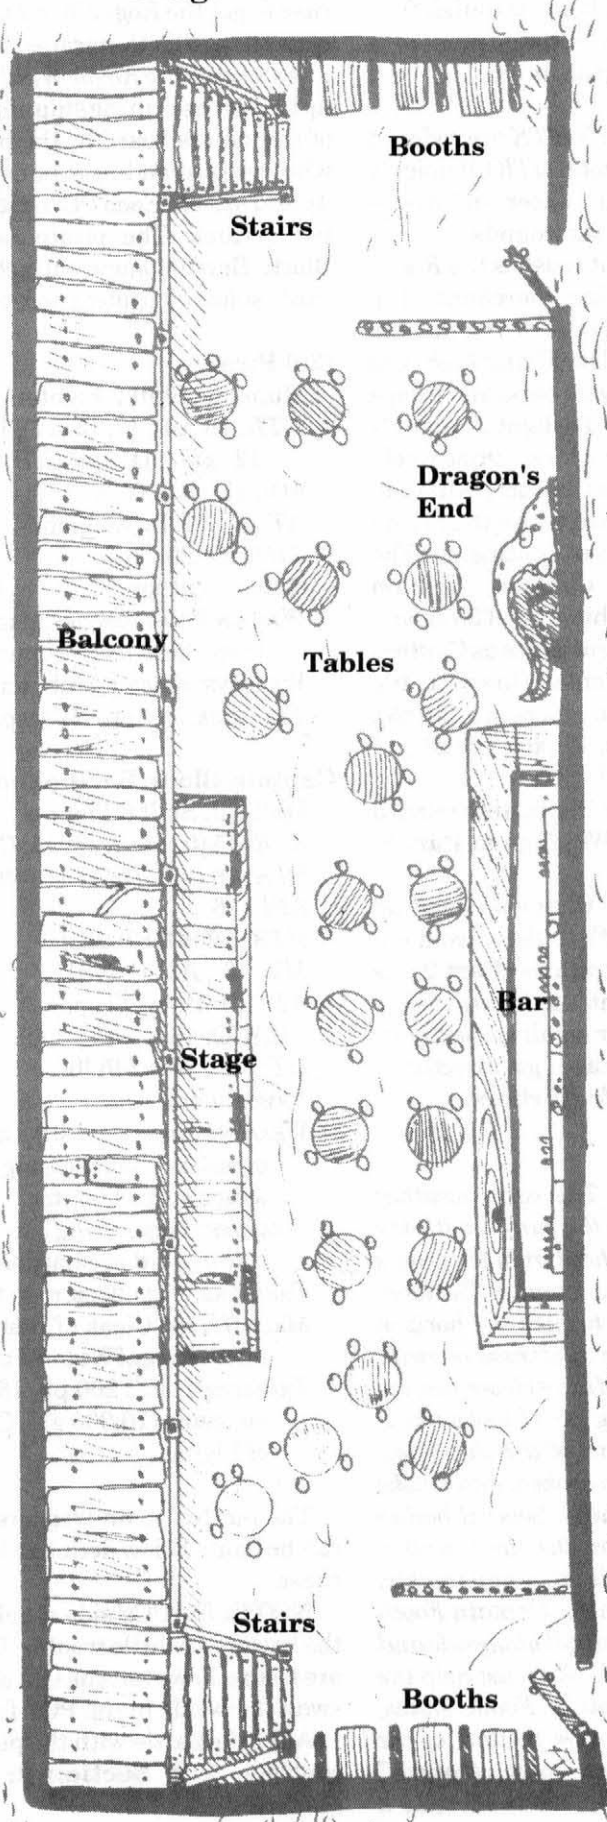 Booths
Stairs
Dragon's
End
Balcony
Tables
Bar
Stage
Stairs
Booths